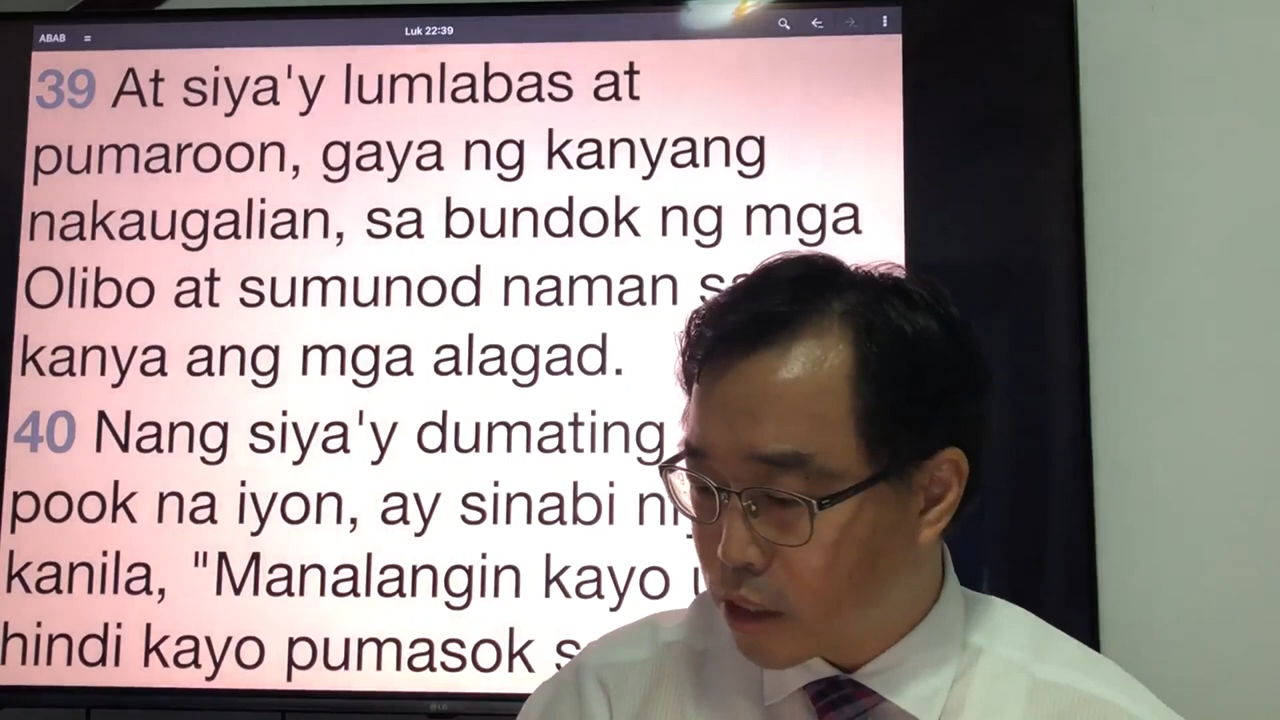 ABAB
Luk 22:39
39 At siya'y lumlabas at
pumaroon, gaya ng kanyang
nakaugalian, sa bundok ng mga
Olibo at sumunod naman
kanya ang mga alagad.
40 Nang siya'y dumating
pook na iyon, ay sinabi
kanila, "Manalangin kayo
hindi kayo pumasok
LG